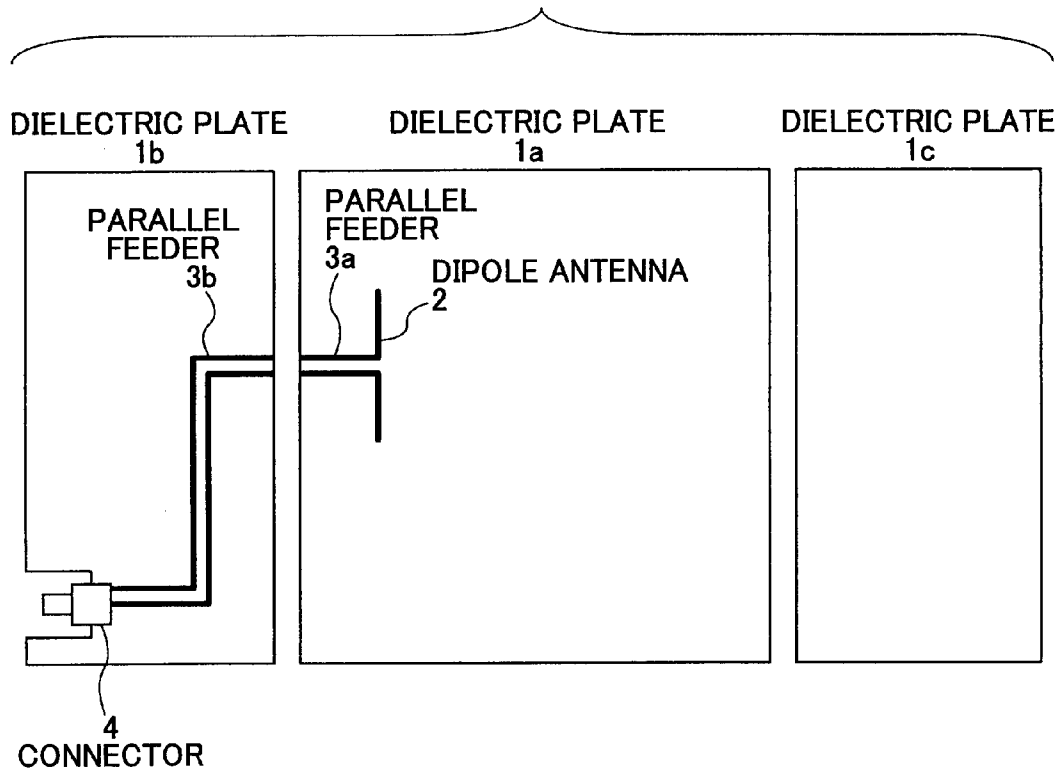 DIELECTRIC PLATE
1b
DIELECTRIC PLATE
1a
DIELECTRIC PLATE
1c
PARALLEL
FEEDER
3b
PARALLEL
FEEDER
3a
DIPOLE ANTENNA
2
4
CONNECTOR